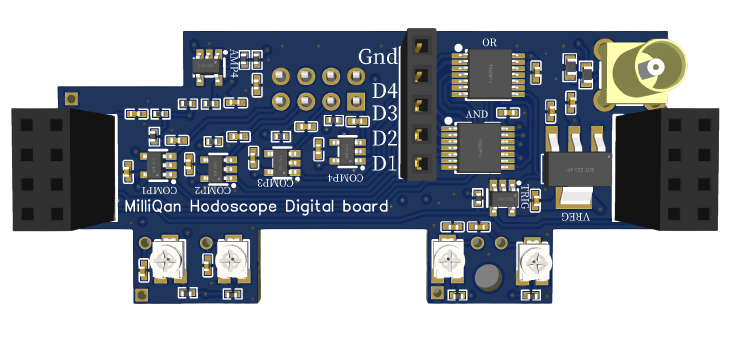 OR
Gnd
AMP4
D4
D3
AND
D2
D1
COMP1
COMP2
COMP3
COMP4
TRIG
VREG
MilliQan Hodoscope Digital board